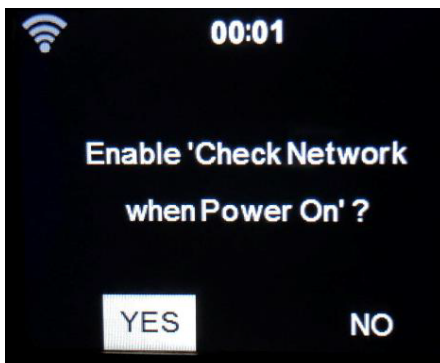 00:01
Enable 'Check Network
when Power On' ?
YES NO